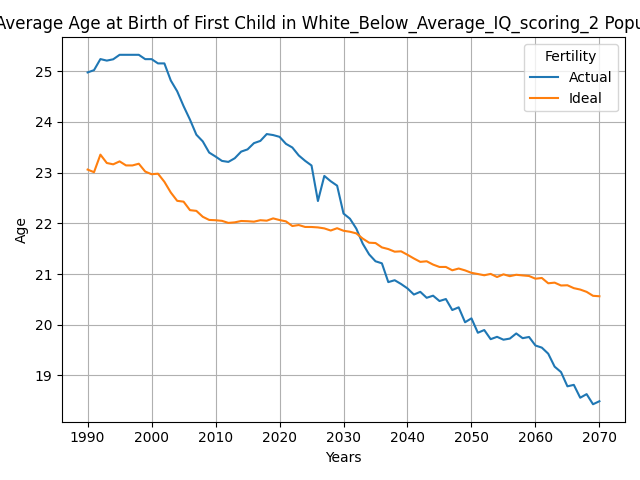 Average Age at Birth of First Child in White_Below_Average_IQ_scoring_2
Fertility
Actual
Ideal
Age
25
24
23
22
21
20
19
1990 2000 2010 2020 2030 2040 2050 2060 2070
Years